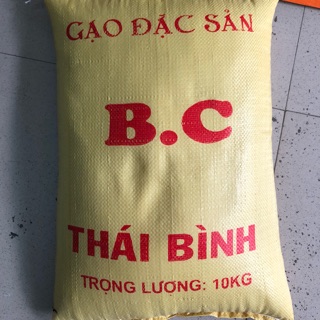 GẠO ĐẶC SẢN
B.C
THÁI BÌNH
TRỌNG LƯỢNG: 10KG